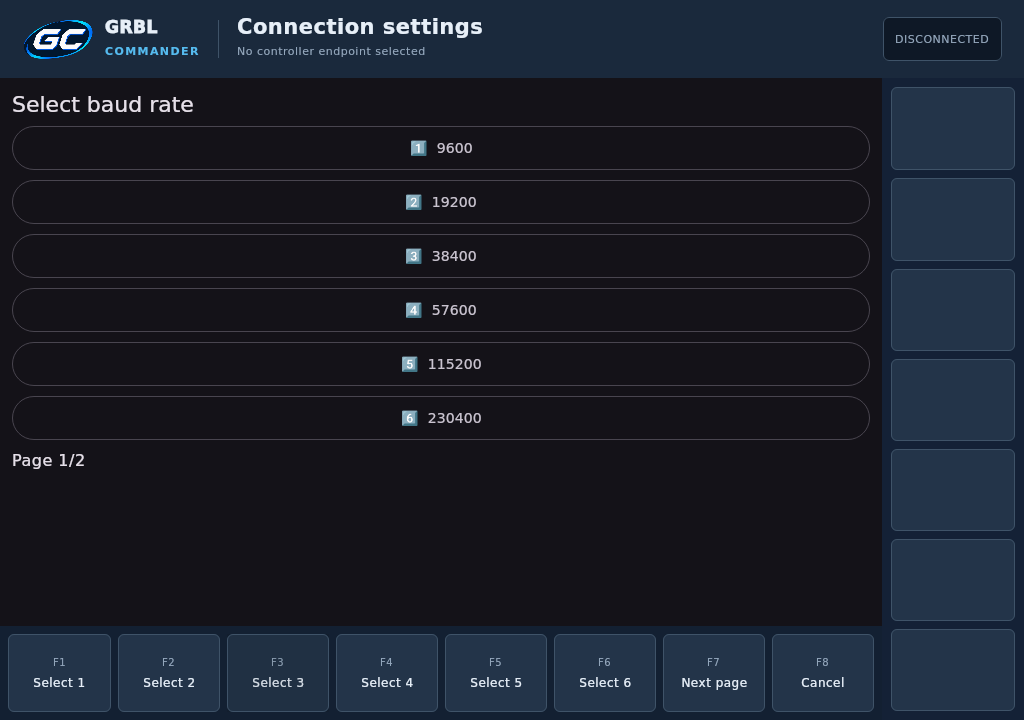 GC
GRBL
COMMANDER
Connection settings
No controller endpoint selected
DISCONNECTED
Select baud rate
1 9600
2 19200
3 38400
4 57600
5 115200
6 230400
Page 1/2
F1
Select 1
F2
Select 2
F3
Select 3
F4
Select 4
F5
Select 5
F6
Select 6
F7
Next page
F8
Cancel